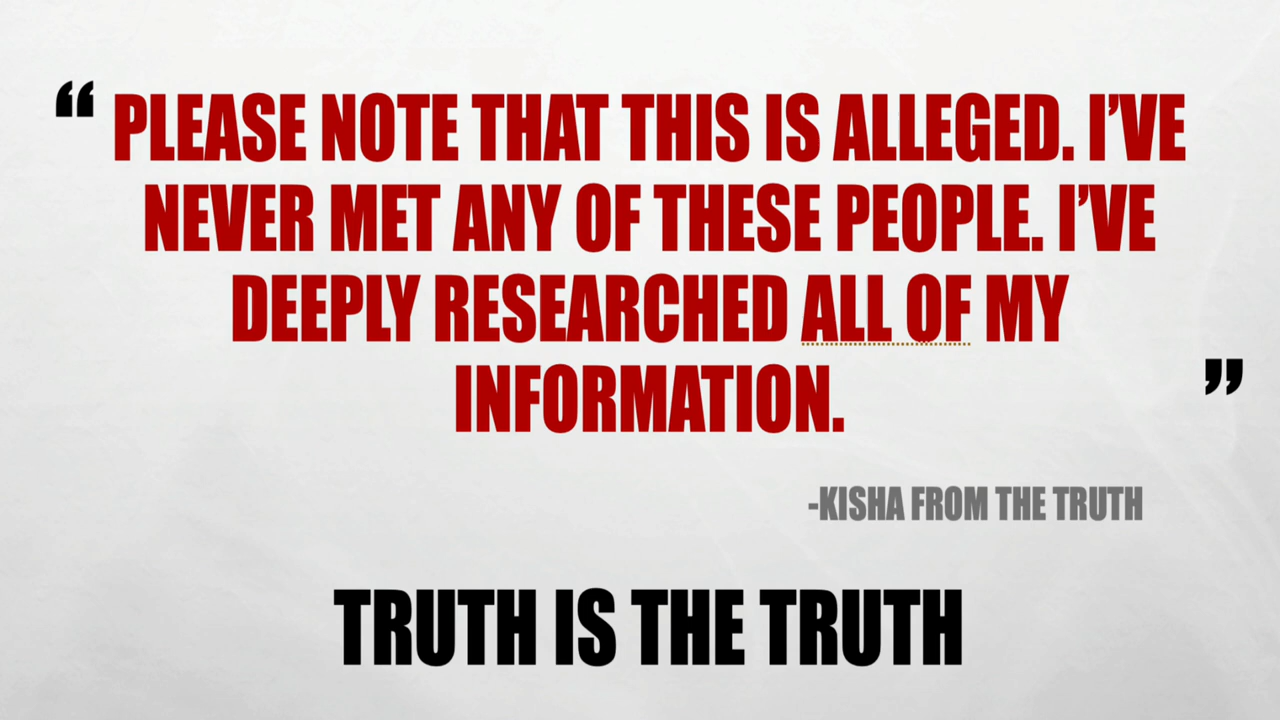 “ PLEASE NOTE THAT THIS IS ALLEGED. I’VE
NEVER MET ANY OF THESE PEOPLE. I’VE
DEEPLY RESEARCHED ALL OF MY
INFORMATION. ”
-KISHA FROM THE TRUTH
TRUTH IS THE TRUTH